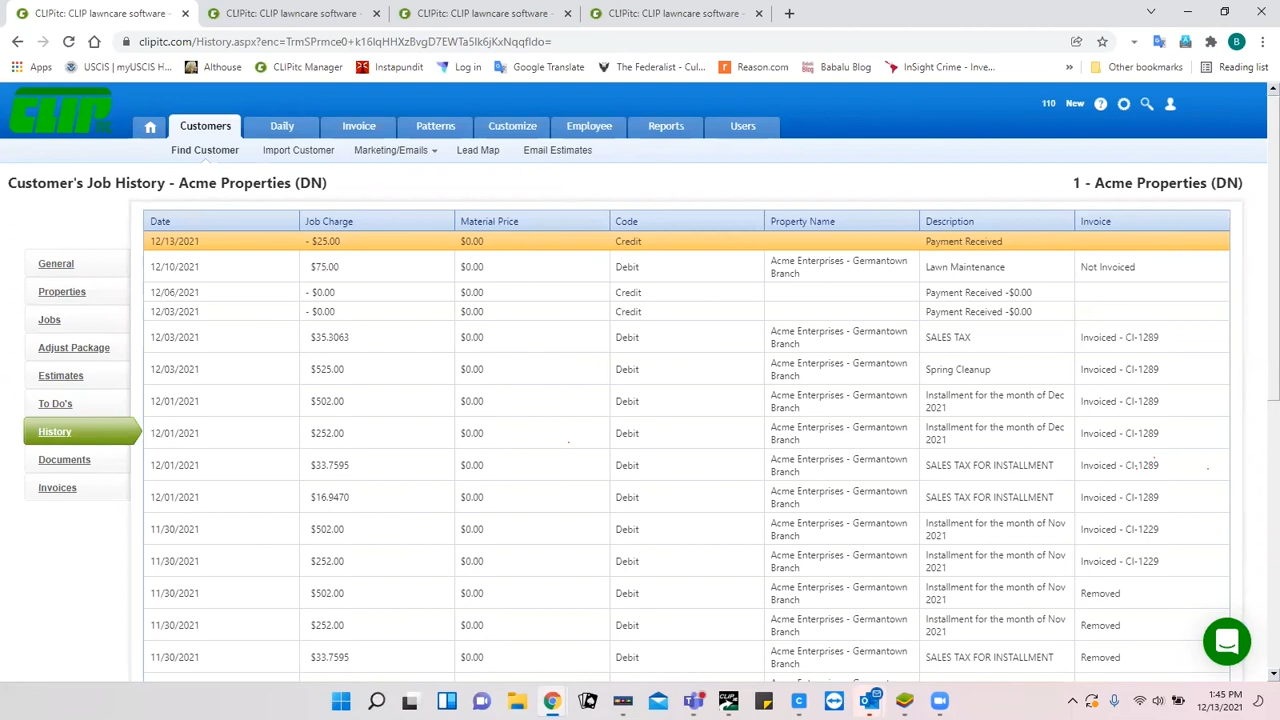 CLIPitc: CLIP lawncare software - CLIPitc: CLIP lawncare software - CLIPitc: CLIP lawncare software - CLIPitc: CLIP lawncare software -
clipitc.com/History.aspx?enc=TrmSPrmce0+k16IqHHXzBvgD7EWTa5Ik6jKxNqqfIdo=
Apps USCIS | myUSCIS H... Althouse CLIPitc Manager Instapundit Log in Google Translate The Federalist - Cul... Reason.com Babalu Blog InSight Crime - Inve... » Other bookmarks Reading list
CLIP
110 New
Customers Daily Invoice Patterns Customize Employee Reports Users
Find Customer Import Customer Marketing/Emails Lead Map Email Estimates
Customer's Job History - Acme Properties (DN) 1 - Acme Properties (DN)
General
Properties
Jobs
Adjust Package
Estimates
To Do's
History
Documents
Invoices
Date Job Charge Material Price Code Property Name Description Invoice
12/13/2021 - $25.00 $0.00 Credit Payment Received
12/10/2021 $75.00 $0.00 Debit Acme Enterprises - Germantown Lawn Maintenance Not Invoiced
Branch
12/06/2021 - $0.00 $0.00 Credit Payment Received -$0.00
12/03/2021 - $0.00 $0.00 Credit Payment Received -$0.00
12/03/2021 $35.3063 $0.00 Debit Acme Enterprises - Germantown SALES TAX Invoiced - CI-1289
Branch
12/03/2021 $525.00 $0.00 Debit Acme Enterprises - Germantown Spring Cleanup Invoiced - CI-1289
Branch
12/01/2021 $502.00 $0.00 Debit Acme Enterprises - Germantown Installment for the month of Dec Invoiced - CI-1289
Branch 2021
12/01/2021 $252.00 $0.00 Debit Acme Enterprises - Germantown Installment for the month of Dec Invoiced - CI-1289
Branch 2021
12/01/2021 $33.7595 $0.00 Debit Acme Enterprises - Germantown SALES TAX FOR INSTALLMENT Invoiced - CI-1289
Branch
12/01/2021 $16.9470 $0.00 Debit Acme Enterprises - Germantown SALES TAX FOR INSTALLMENT Invoiced - CI-1289
Branch
11/30/2021 $502.00 $0.00 Debit Acme Enterprises - Germantown Installment for the month of Nov Invoiced - CI-1229
Branch 2021
11/30/2021 $252.00 $0.00 Debit Acme Enterprises - Germantown Installment for the month of Nov Invoiced - CI-1229
Branch 2021
11/30/2021 $502.00 $0.00 Debit Acme Enterprises - Germantown Installment for the month of Nov Removed
Branch 2021
11/30/2021 $252.00 $0.00 Debit Acme Enterprises - Germantown Installment for the month of Nov Removed
Branch 2021
11/30/2021 $33.7595 $0.00 Debit Acme Enterprises - Germantown SALES TAX FOR INSTALLMENT Removed
Branch
1:45 PM
12/13/2021